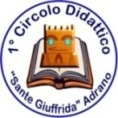 1° Circolo Didattico
"Sante Giuffrida" Adrano